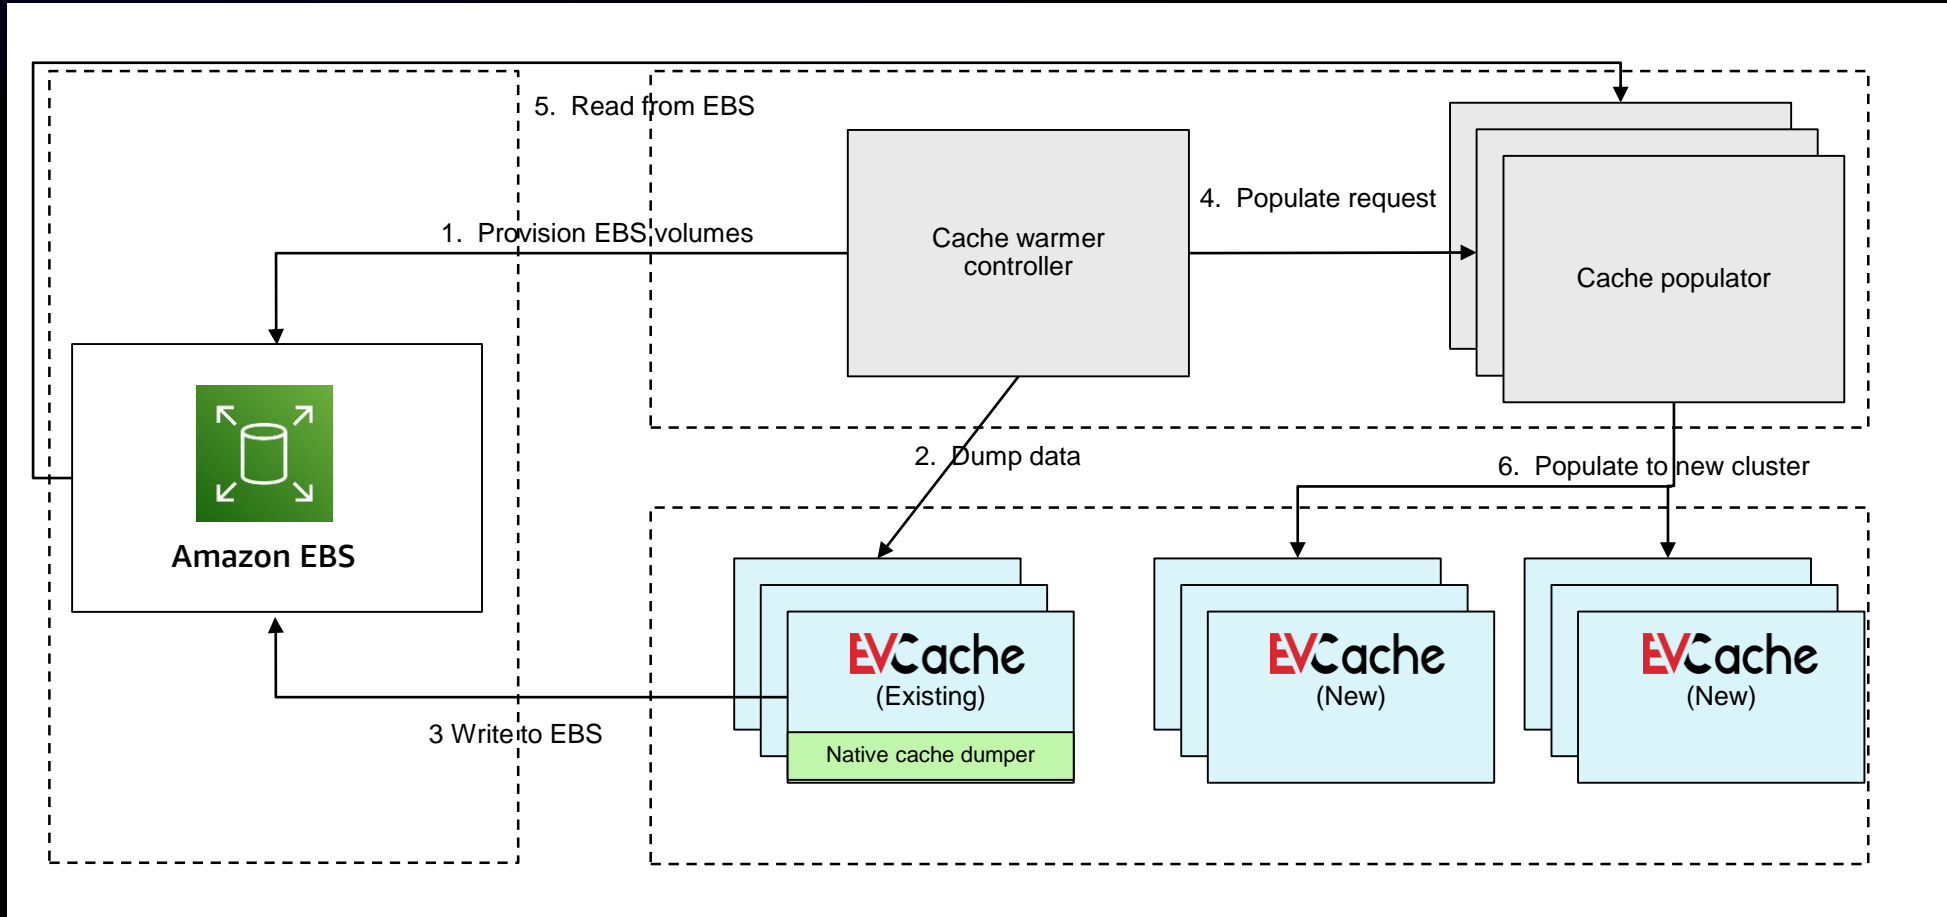 5. Read from EBS
4. Populate request
1. Provision EBS volumes
Cache warmer
controller
Cache populator
2. Dump data
6. Populate to new cluster
Amazon EBS
EVCache
(Existing)
EVCache
(New)
EVCache
(New)
3 Write to EBS
Native cache dumper